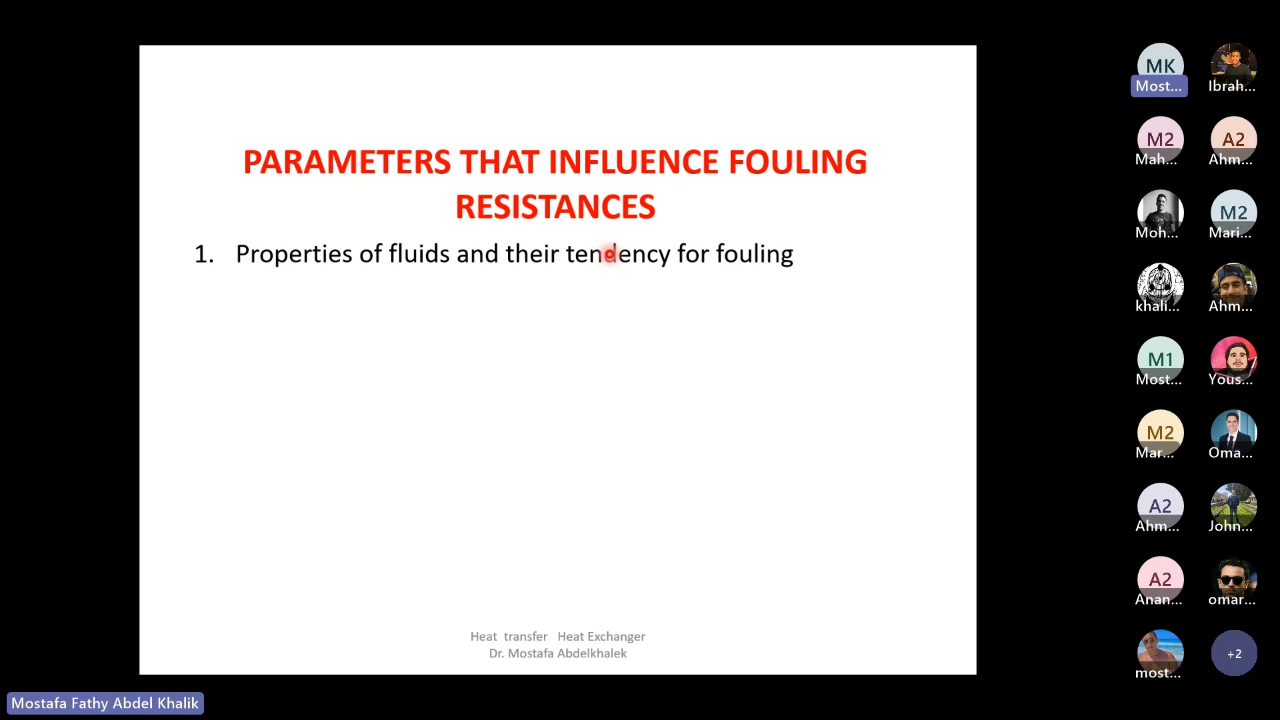 PARAMETERS THAT INFLUENCE FOULING
RESISTANCES
1. Properties of fluids and their tendency for fouling
Heat transfer Heat Exchanger
Dr. Mostafa Abdelkhalek
Mostafa Fathy Abdel Khalik
MK
Most...
Ibrah...
M2
Mah...
A2
Ahm...
Moh...
M2
Mari...
khali...
Ahm...
M1
Most...
Yous...
M2
Mar...
Oma...
A2
Ahm...
John...
A2
Anan...
omar...
most...
+2